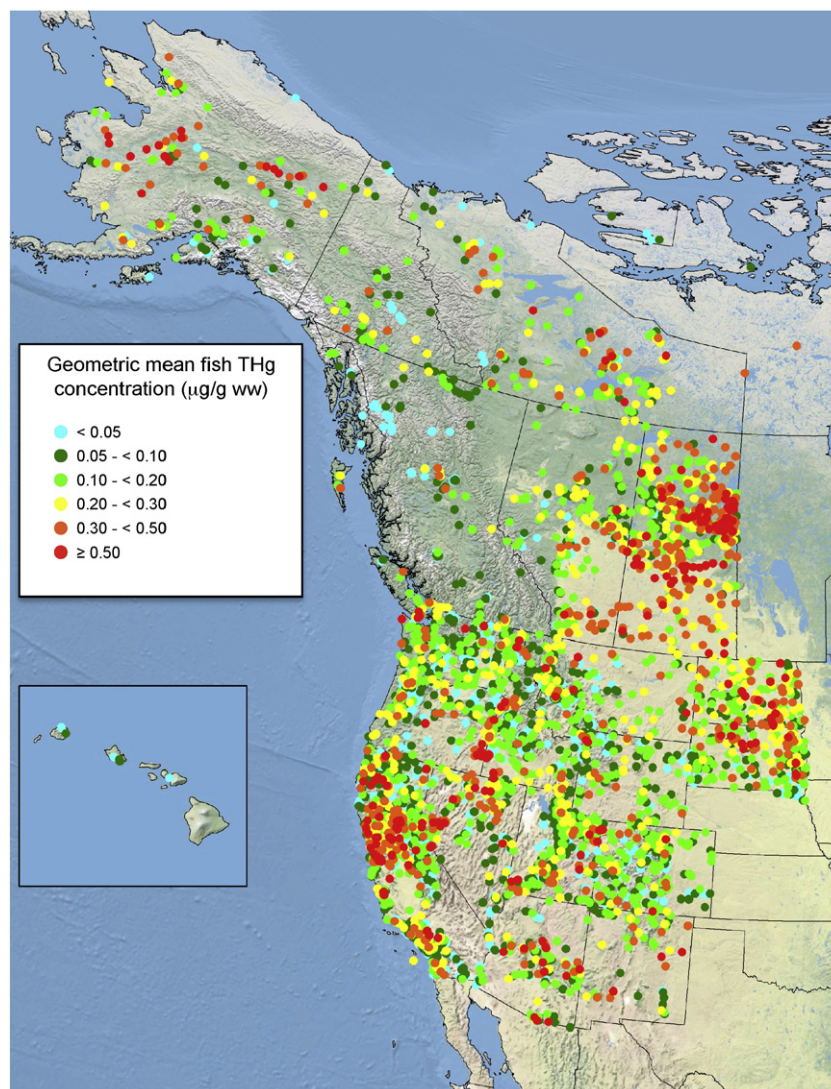 Geometric mean fish THg
concentration (µg/g ww)
< 0.05
0.05 - < 0.10
0.10 - < 0.20
0.20 - < 0.30
0.30 - < 0.50
≥ 0.50